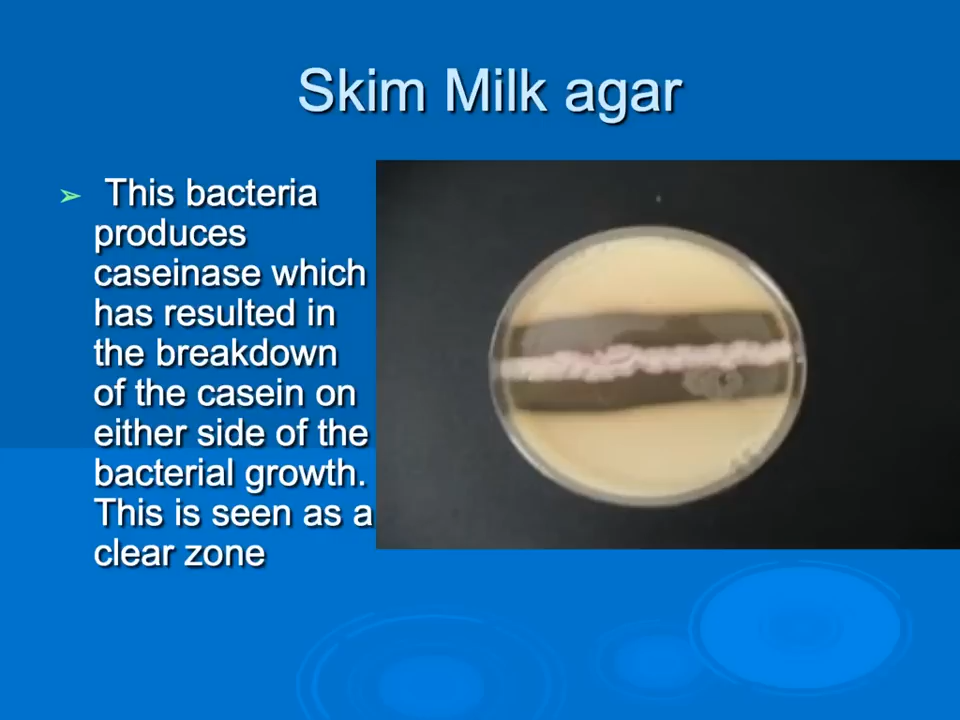 Skim Milk agar
➢ This bacteria
produces
caseinase which
has resulted in
the breakdown
of the casein on
either side of the
bacterial growth.
This is seen as a
clear zone